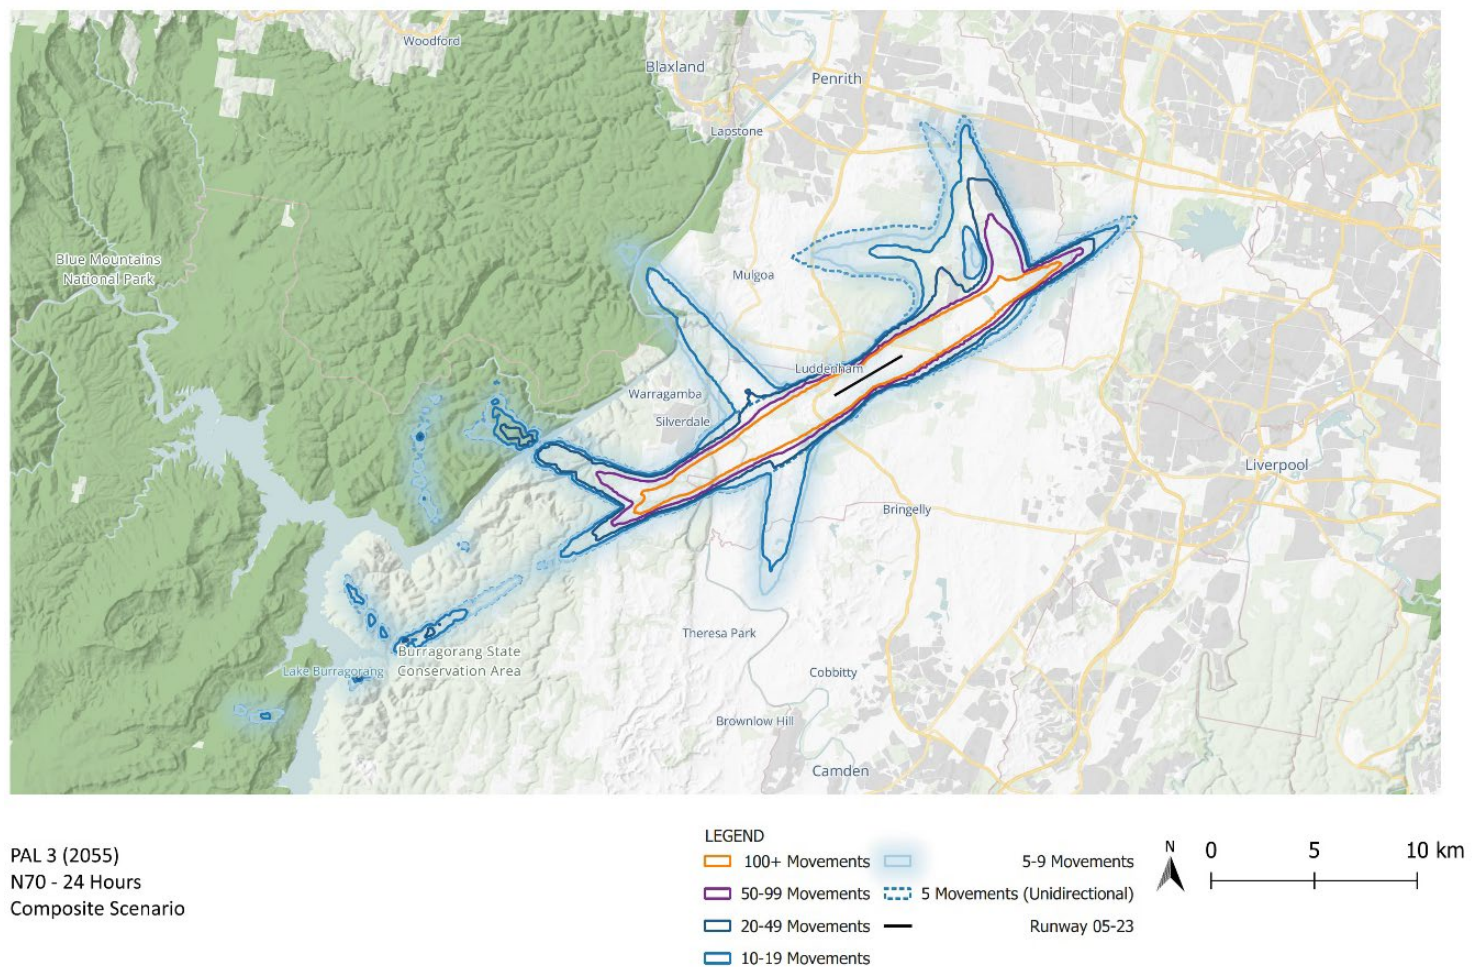 Woodford
Blaxland
Penrith
Lapstone
Blue Mountains
National Park
Mulgoa
Luddenham
Warragamba
Silverdale
Liverpool
Bringelly
Theresa Park
Burragorang State
Conservation Area
Lake Burragorang
Cobbitty
Brownlow Hill
Camden
PAL 3 (2055)
N70 - 24 Hours
Composite Scenario
LEGEND
100+ Movements
50-99 Movements
20-49 Movements
10-19 Movements
5-9 Movements
5 Movements (Unidirectional)
Runway 05-23
N
0 5 10 km